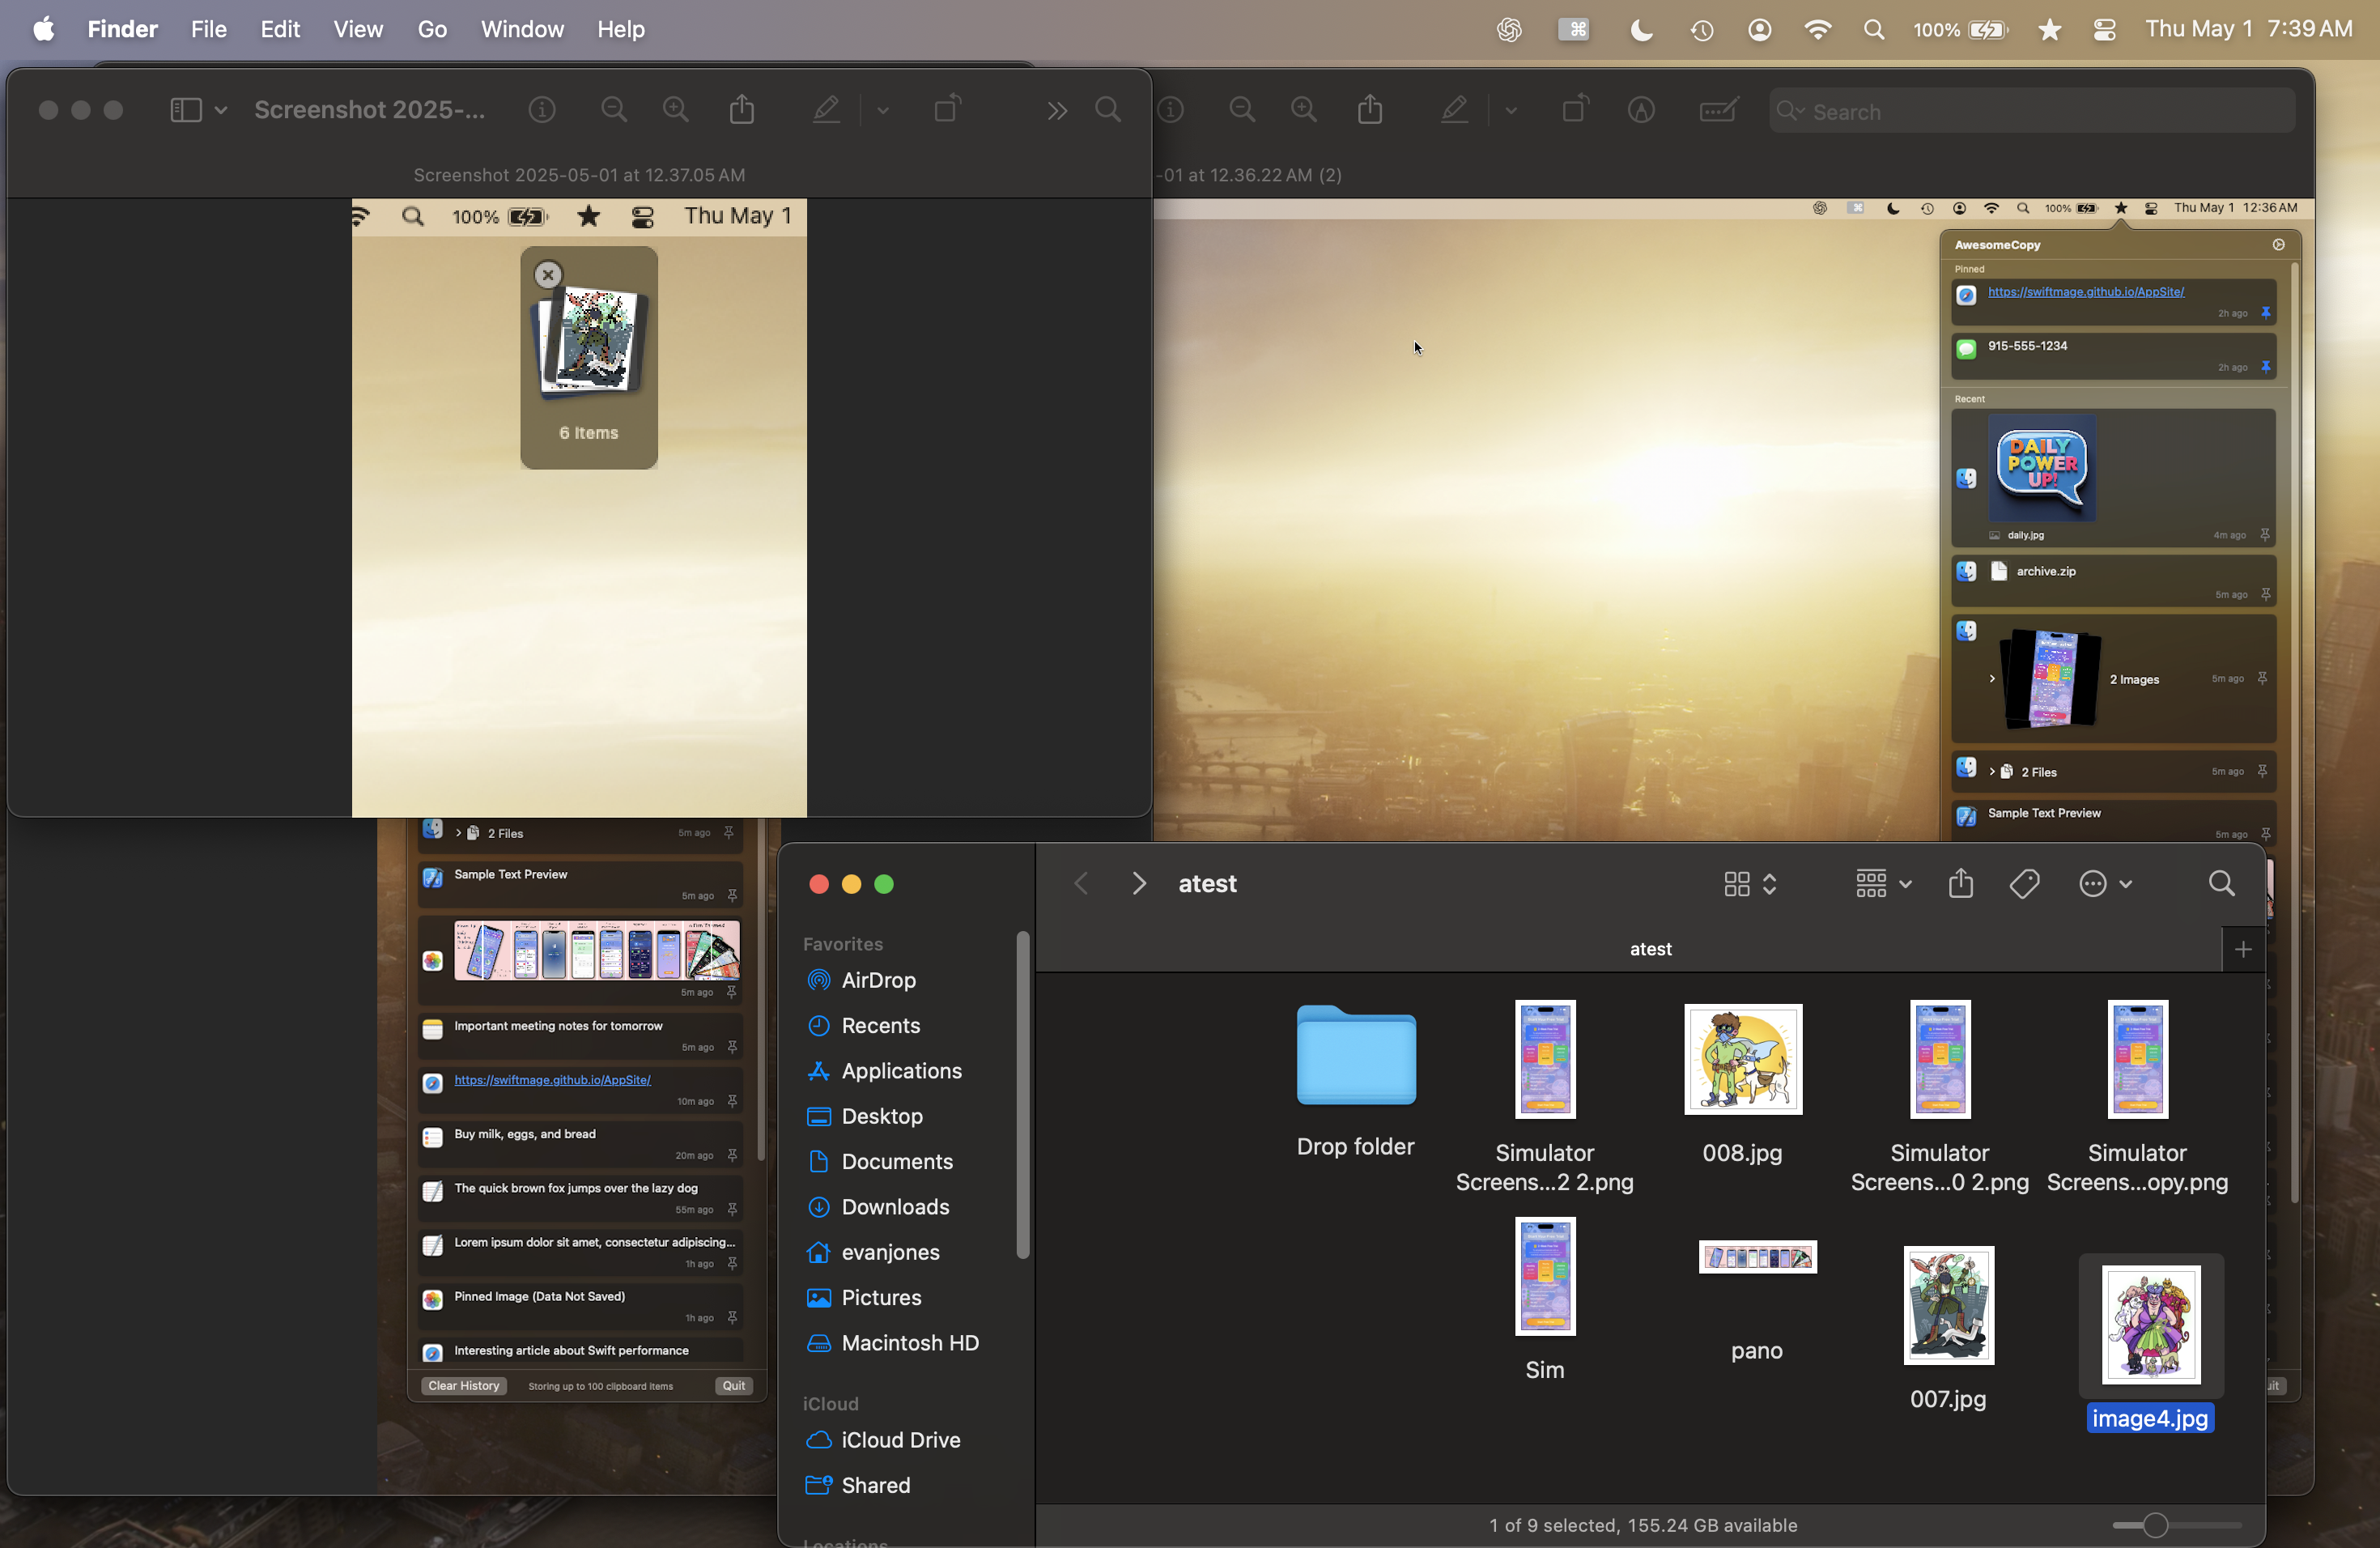 Finder File Edit View Go Window Help
100% Thu May 1 7:39 AM
Screenshot 2025-...
Screenshot 2025-05-01 at 12.37.05 AM
100% Thu May 1
6 Items
Search
-01 at 12.36.22 AM (2)
100% Thu May 1 12:36 AM
AwesomeCopy
Pinned
https://swiftmage.github.io/AppSite/
2h ago
915-555-1234
2h ago
Recent
DAILY
POWER
UP!
daily.jpg 4m ago
archive.zip
5m ago
2 Images 5m ago
2 Files 5m ago
Sample Text Preview
5m ago
2 Files 5m ago
Sample Text Preview
5m ago
5m ago
Important meeting notes for tomorrow
5m ago
https://swiftmage.github.io/AppSite/
10m ago
Buy milk, eggs, and bread
20m ago
The quick brown fox jumps over the lazy dog
55m ago
Lorem ipsum dolor sit amet, consectetur adipiscing...
1h ago
Pinned Image (Data Not Saved)
1h ago
Interesting article about Swift performance
Clear History Storing up to 100 clipboard items Quit
Favorites
AirDrop
Recents
Applications
Desktop
Documents
Downloads
evanjones
Pictures
Macintosh HD
iCloud
iCloud Drive
Shared
Locations
atest
atest
Drop folder
Simulator
Screens...2 2.png
008.jpg
Simulator
Screens...0 2.png
Simulator
Screens...opy.png
Sim
pano
007.jpg
image4.jpg
1 of 9 selected, 155.24 GB available